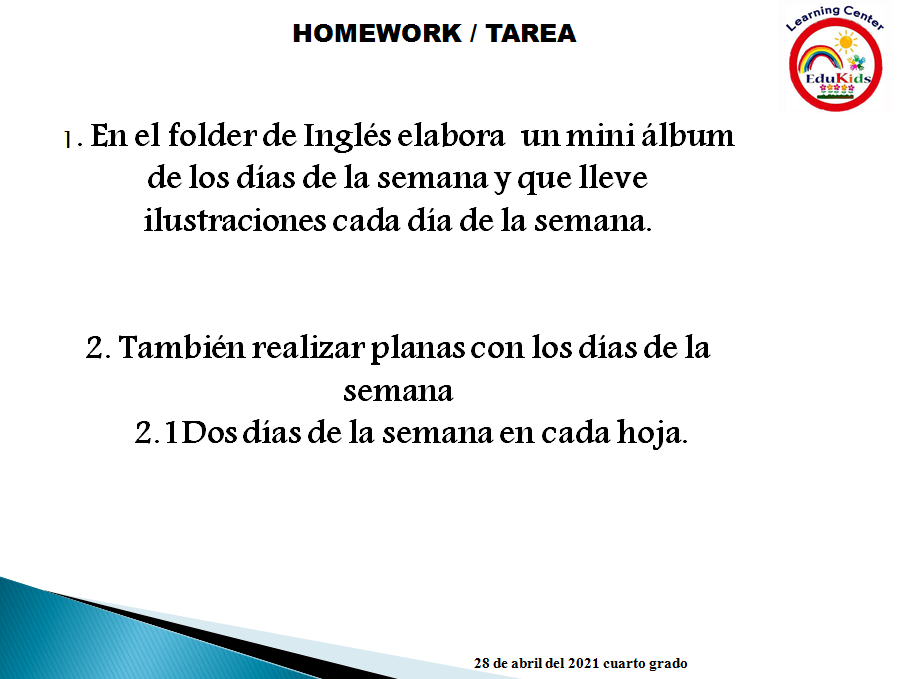 HOMEWORK / TAREA
Learning Center
EduKids
1. En el folder de Inglés elabora un mini álbum
de los días de la semana y que lleve
ilustraciones cada día de la semana.
2. También realizar planas con los días de la
semana
2.1Dos días de la semana en cada hoja.
28 de abril del 2021 cuarto grado